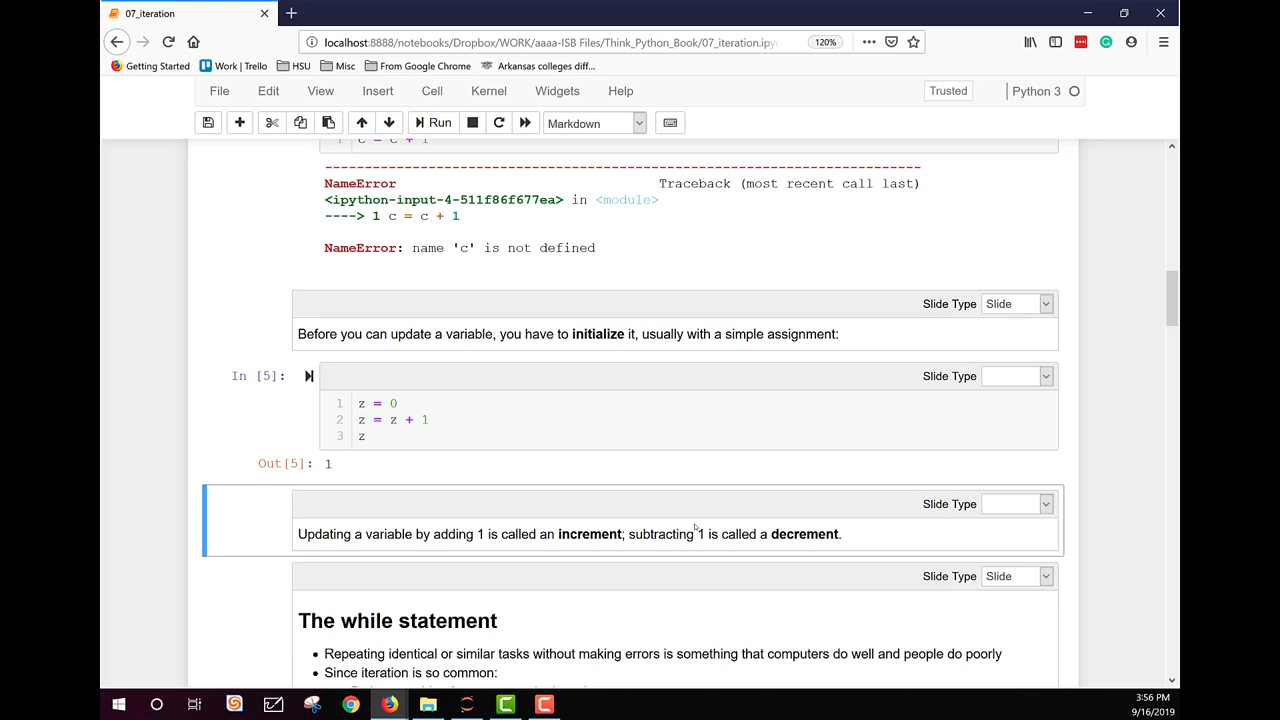 07_iteration
localhost:8888/notebooks/Dropbox/WORK/aaaa-ISB Files/Think_Python_Book/07_iteration.ipy
120%
Getting Started Work | Trello HSU Misc From Google Chrome Arkansas colleges diff...
File Edit View Insert Cell Kernel Widgets Help Trusted Python 3
Run Markdown
1 c = c + 1
---------------------------------------------------------------------------
NameError Traceback (most recent call last)
<ipython-input-4-511f86f677ea> in <module>
----> 1 c = c + 1
NameError: name 'c' is not defined
Slide Type Slide
Before you can update a variable, you have to initialize it, usually with a simple assignment:
In [5]: Slide Type
1 z = 0
2 z = z + 1
3 z
Out[5]: 1
Slide Type
Updating a variable by adding 1 is called an increment; subtracting 1 is called a decrement.
Slide Type Slide
The while statement
• Repeating identical or similar tasks without making errors is something that computers do well and people do poorly
• Since iteration is so common:
3:56 PM
9/16/2019